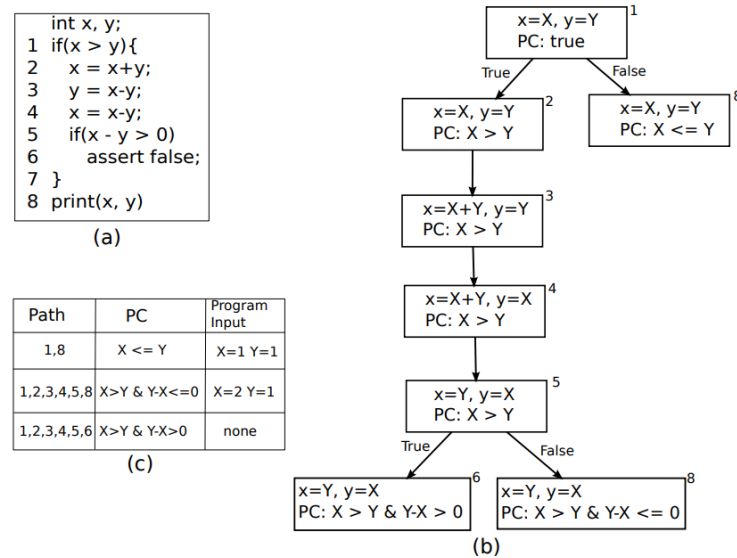 int x, y;
1 if(x > y){
2 x = x+y;
3 y = x-y;
4 x = x-y;
5 if(x - y > 0)
6 assert false;
7 }
8 print(x, y)
(a)
Path PC Program Input
1,8 X <= Y X=1 Y=1
1,2,3,4,5,8 X>Y & Y-X<=0 X=2 Y=1
1,2,3,4,5,6 X>Y & Y-X>0 none
(c)
1
x=X, y=Y
PC: true
True False
2
x=X, y=Y
PC: X > Y
8
x=X, y=Y
PC: X <= Y
3
x=X+Y, y=Y
PC: X > Y
4
x=X+Y, y=X
PC: X > Y
5
x=Y, y=X
PC: X > Y
True False
6
x=Y, y=X
PC: X > Y & Y-X > 0
8
x=Y, y=X
PC: X > Y & Y-X <= 0
(b)